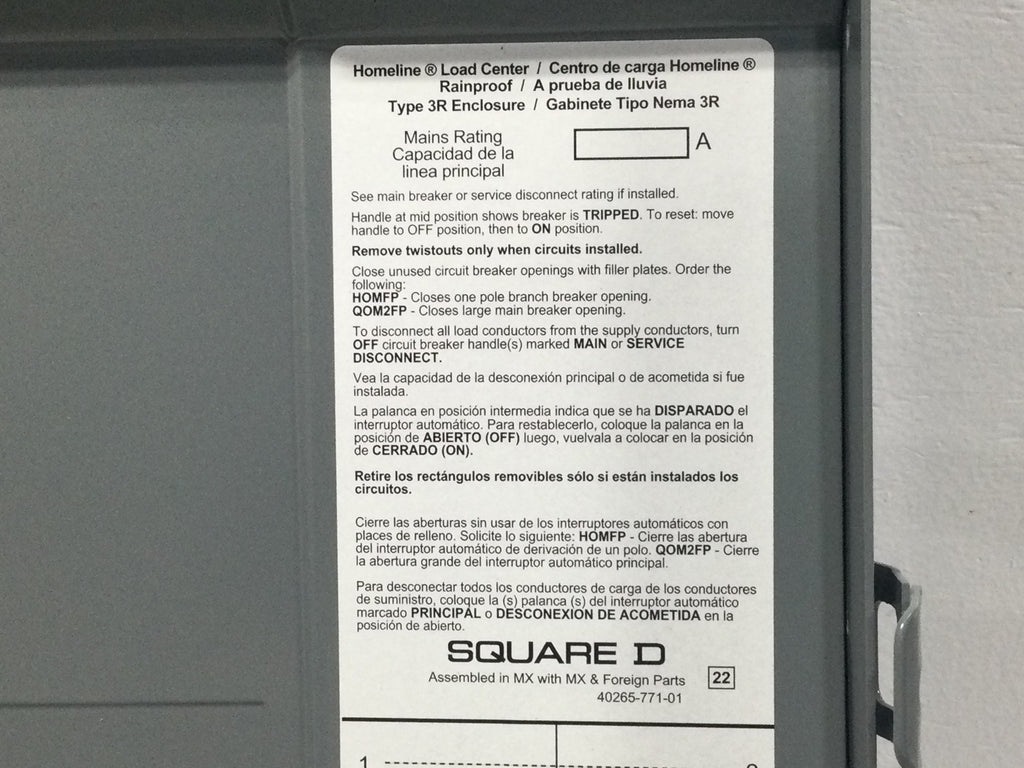 Homeline ® Load Center / Centro de carga Homeline ®
Rainproof / A prueba de lluvia
Type 3R Enclosure / Gabinete Tipo Nema 3R
Mains Rating
Capacidad de la
linea principal
A
See main breaker or service disconnect rating if installed.
Handle at mid position shows breaker is TRIPPED. To reset: move
handle to OFF position, then to ON position.
Remove twistouts only when circuits installed.
Close unused circuit breaker openings with filler plates. Order the
following:
HOMFP - Closes one pole branch breaker opening.
QOM2FP - Closes large main breaker opening.
To disconnect all load conductors from the supply conductors, turn
OFF circuit breaker handle(s) marked MAIN or SERVICE
DISCONNECT.
Vea la capacidad de la desconexión principal o de acometida si fue
instalada.
La palanca en posición intermedia indica que se ha DISPARADO el
interruptor automático. Para restablecerlo, coloque la palanca en la
posición de ABIERTO (OFF) luego, vuelvala a colocar en la posición
de CERRADO (ON).
Retire los rectángulos removibles sólo si están instalados los
circuitos.
Cierre las aberturas sin usar de los interruptores automáticos con
places de relleno. Solicite lo siguiente: HOMFP - Cierre las abertura
del interruptor automático de derivación de un polo. QOM2FP - Cierre
la abertura grande del interruptor automático principal.
Para desconectar todos los conductores de carga de los conductores
de suministro, coloque la (s) palanca (s) del interruptor automático
marcado PRINCIPAL o DESCONEXION DE ACOMETIDA en la
posición de abierto.
SQUARE D
Assembled in MX with MX & Foreign Parts 22
40265-771-01
1 2